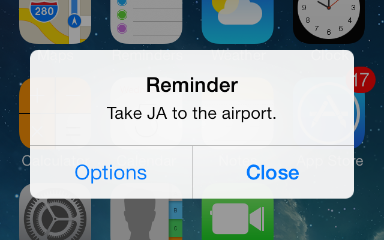 280
Reminder
17
Take JA to the airport.
Options
Close